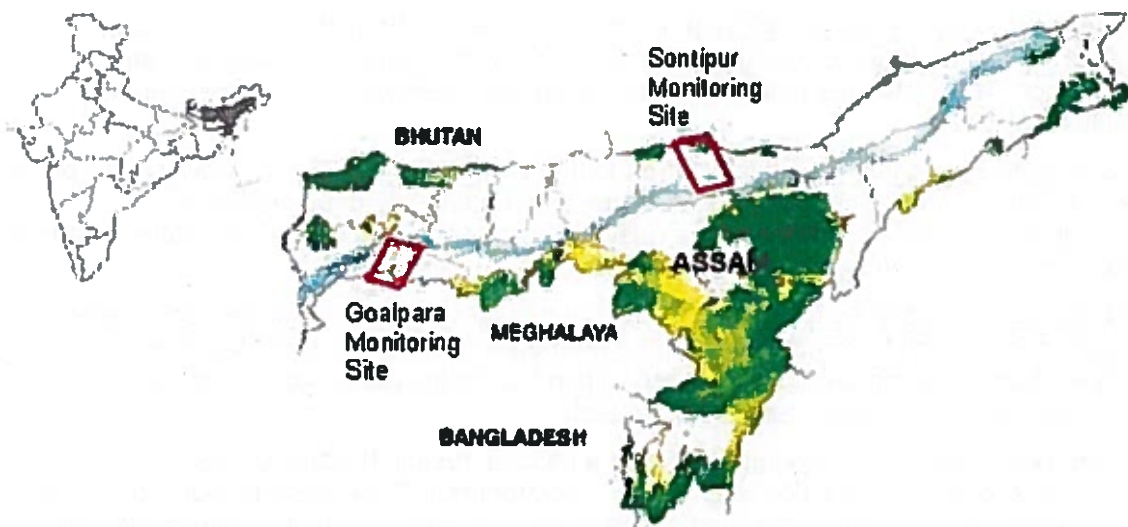 Sontipur
Monitoring
Site
BHUTAN
ASSAM
Goalpara
Monitoring
Site
MEGHALAYA
BANGLADESH